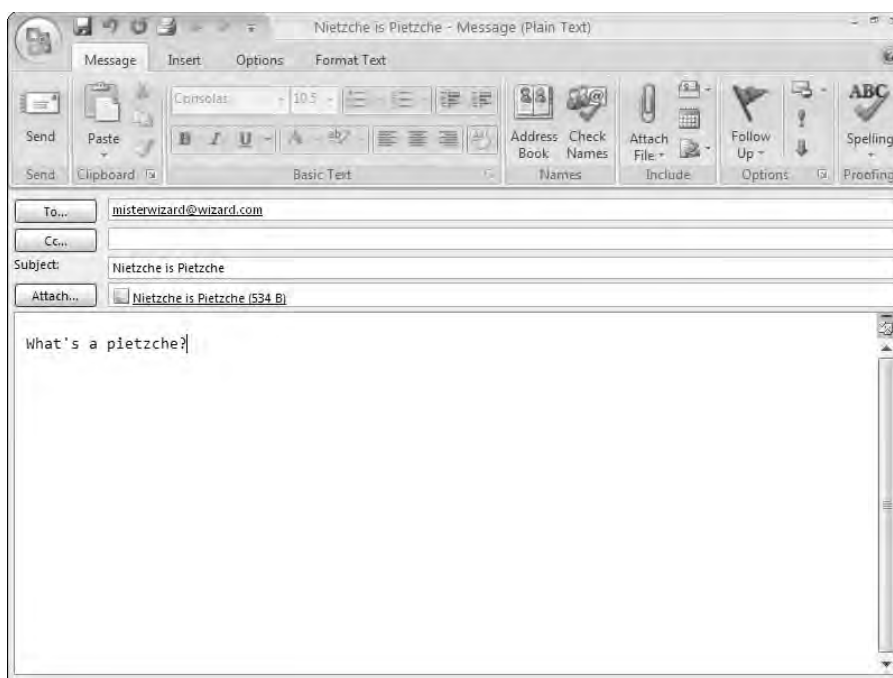 Nietzche is Pietzche - Message (Plain Text)
Message Insert Options Format Text
Consolas 10.5
ABC
Send Paste B I U A ab Address Book Check Names Attach File Follow Up Spelling
Send Clipboard Basic Text Names Include Options Proofing
To... misterwizard@wizard.com
Cc...
Subject: Nietzche is Pietzche
Attach... Nietzche is Pietzche (534 B)
What's a pietzche?